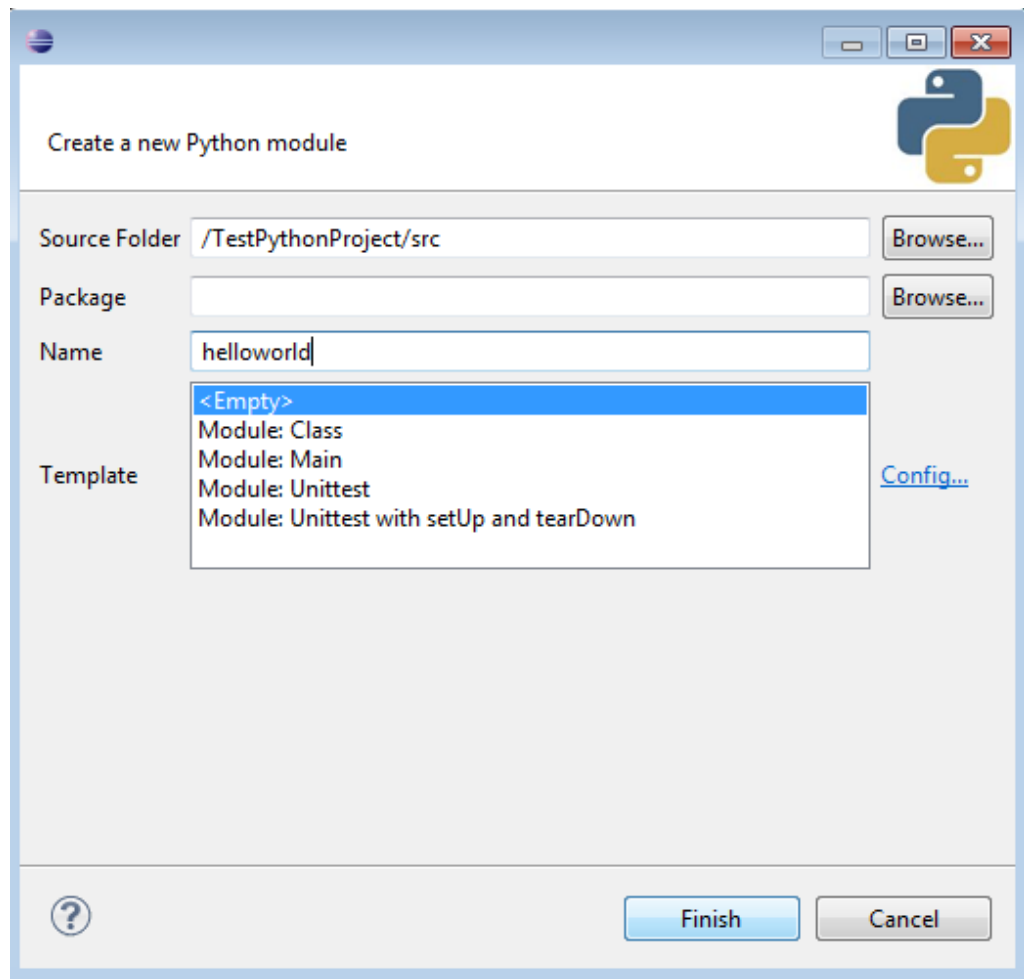 Create a new Python module
Source Folder /TestPythonProject/src Browse...
Package Browse...
Name helloworld
<Empty>
Module: Class
Module: Main
Template Module: Unittest Config...
Module: Unittest with setUp and tearDown
? Finish Cancel